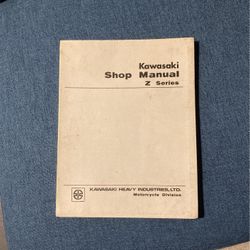 Kawasaki
Shop Manual
Z Series
KAWASAKI HEAVY INDUSTRIES, LTD.
Motorcycle Division